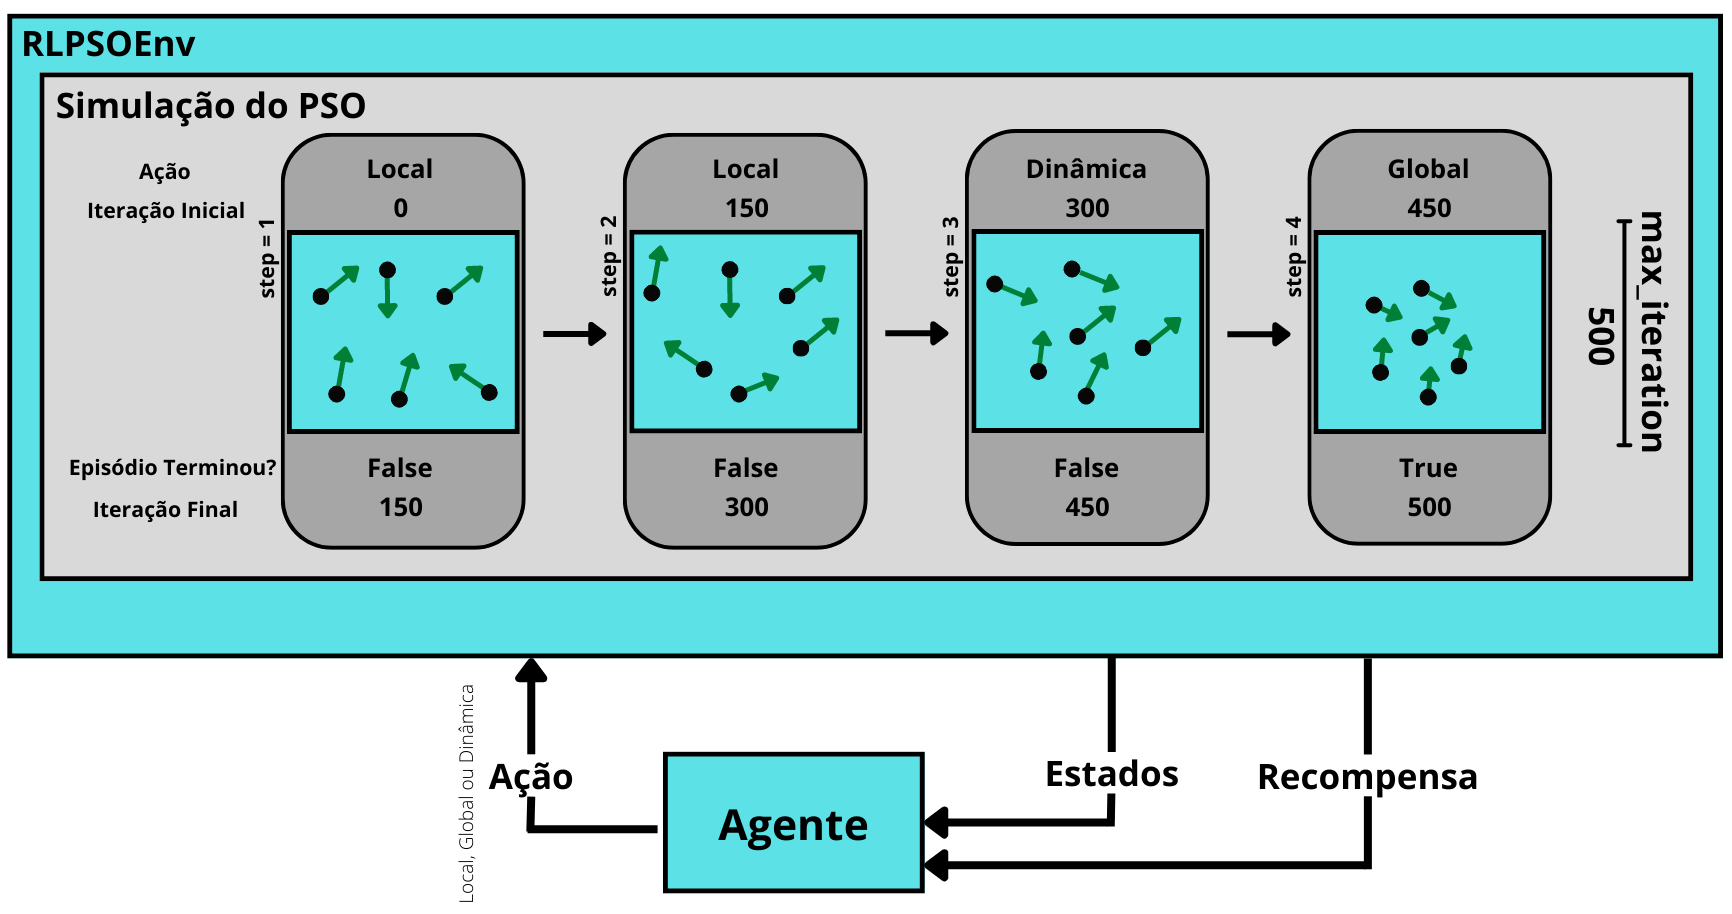 RLPSOEnv
Simulação do PSO
Ação
Local
Local
Dinâmica
Global
Iteração Inicial
0
150
300
450
step = 1
step = 2
step = 3
step = 4
max_iteration
500
Episódio Terminou?
False
False
False
True
Iteração Final
150
300
450
500
Local, Global ou Dinâmica
Ação
Estados
Recompensa
Agente